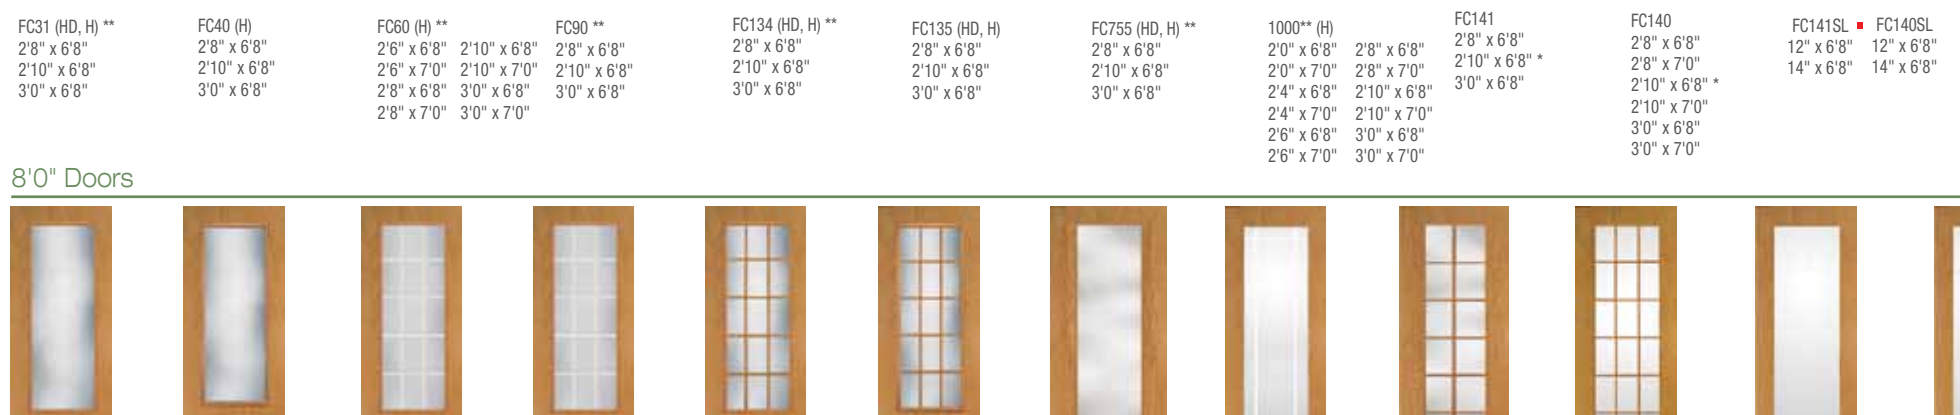 FC31 (HD, H) **
2'8" x 6'8"
2'10" x 6'8"
3'0" x 6'8"
FC40 (H)
2'8" x 6'8"
2'10" x 6'8"
3'0" x 6'8"
FC60 (H) **
2'6" x 6'8" 2'10" x 6'8"
2'6" x 7'0" 2'10" x 7'0"
2'8" x 6'8" 3'0" x 6'8"
2'8" x 7'0" 3'0" x 7'0"
FC90 **
2'8" x 6'8"
2'10" x 6'8"
3'0" x 6'8"
FC134 (HD, H) **
2'8" x 6'8"
2'10" x 6'8"
3'0" x 6'8"
FC135 (HD, H)
2'8" x 6'8"
2'10" x 6'8"
3'0" x 6'8"
FC755 (HD, H) **
2'8" x 6'8"
2'10" x 6'8"
3'0" x 6'8"
1000** (H)
2'0" x 6'8" 2'8" x 6'8"
2'0" x 7'0" 2'8" x 7'0"
2'4" x 6'8" 2'10" x 6'8"
2'4" x 7'0" 2'10" x 7'0"
2'6" x 6'8" 3'0" x 6'8"
2'6" x 7'0" 3'0" x 7'0"
FC141
2'8" x 6'8"
2'10" x 6'8" *
3'0" x 6'8"
FC140
2'8" x 6'8"
2'8" x 7'0"
2'10" x 6'8" *
2'10" x 7'0"
3'0" x 6'8"
3'0" x 7'0"
FC141SL ▪ FC140SL
12" x 6'8" 12" x 6'8"
14" x 6'8" 14" x 6'8"
8'0" Doors